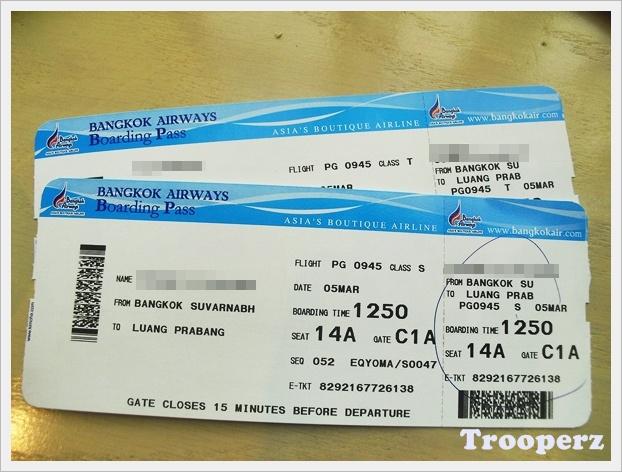 BANGKOK AIRWAYS
Boarding Pass
ASIA'S BOUTIQUE AIRLINE
www.bangkokair.com
FLIGHT PG 0945 CLASS T
FROM BANGKOK SU
TO LUANG PRAB
PG0945 T 05MAR
BANGKOK AIRWAYS
Boarding Pass
ASIA'S BOUTIQUE AIRLINE
www.bangkokair.com
FLIGHT PG 0945 CLASS S
NAME
DATE 05MAR
FROM BANGKOK SUVARNABH
BOARDING TIME 1250
TO LUANG PRABANG
SEAT 14A GATE C1A
SEQ 052 EQYOMA/S0047
E-TKT 8292167726138
GATE CLOSES 15 MINUTES BEFORE DEPARTURE
FROM BANGKOK SU
TO LUANG PRAB
PG0945 S 05MAR
BOARDING TIME 1250
SEAT 14A GATE C1A
E-TKT 8292167726138
Trooperz